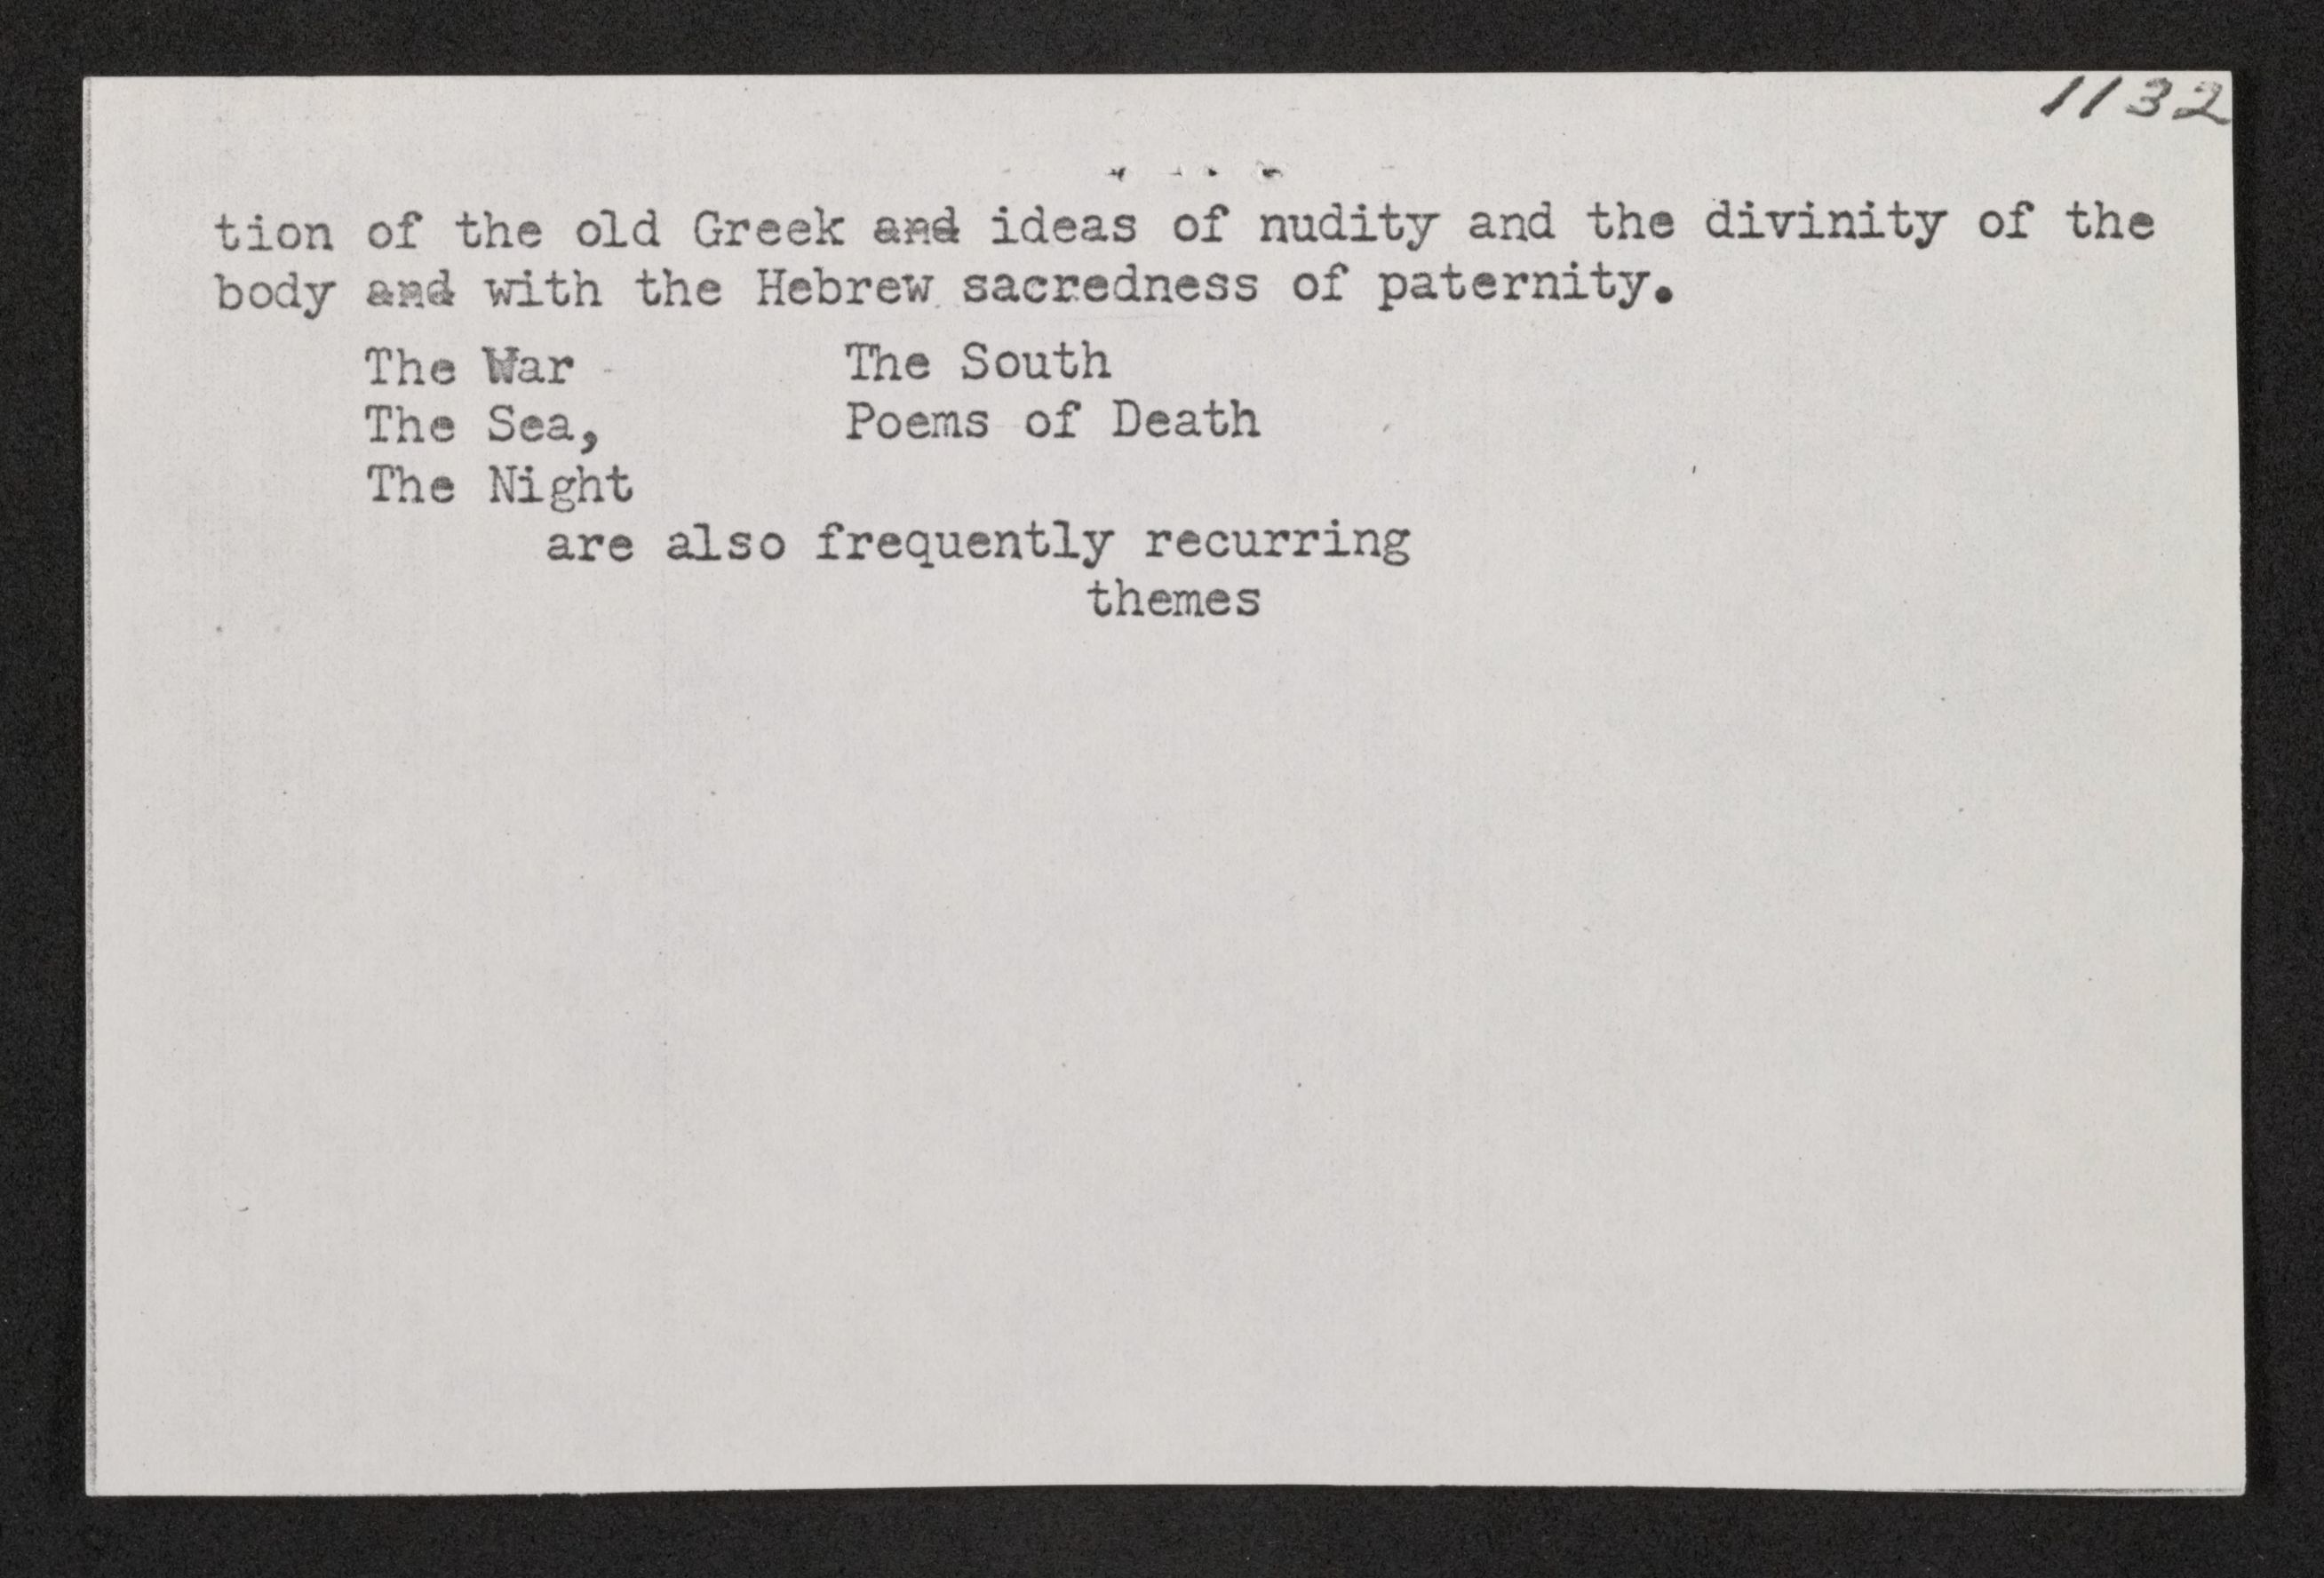 1132
tion of the old Greek and ideas of nudity and the divinity of the
body and with the Hebrew sacredness of paternity.
The War The South
The Sea, Poems of Death
The Night
are also frequently recurring
themes